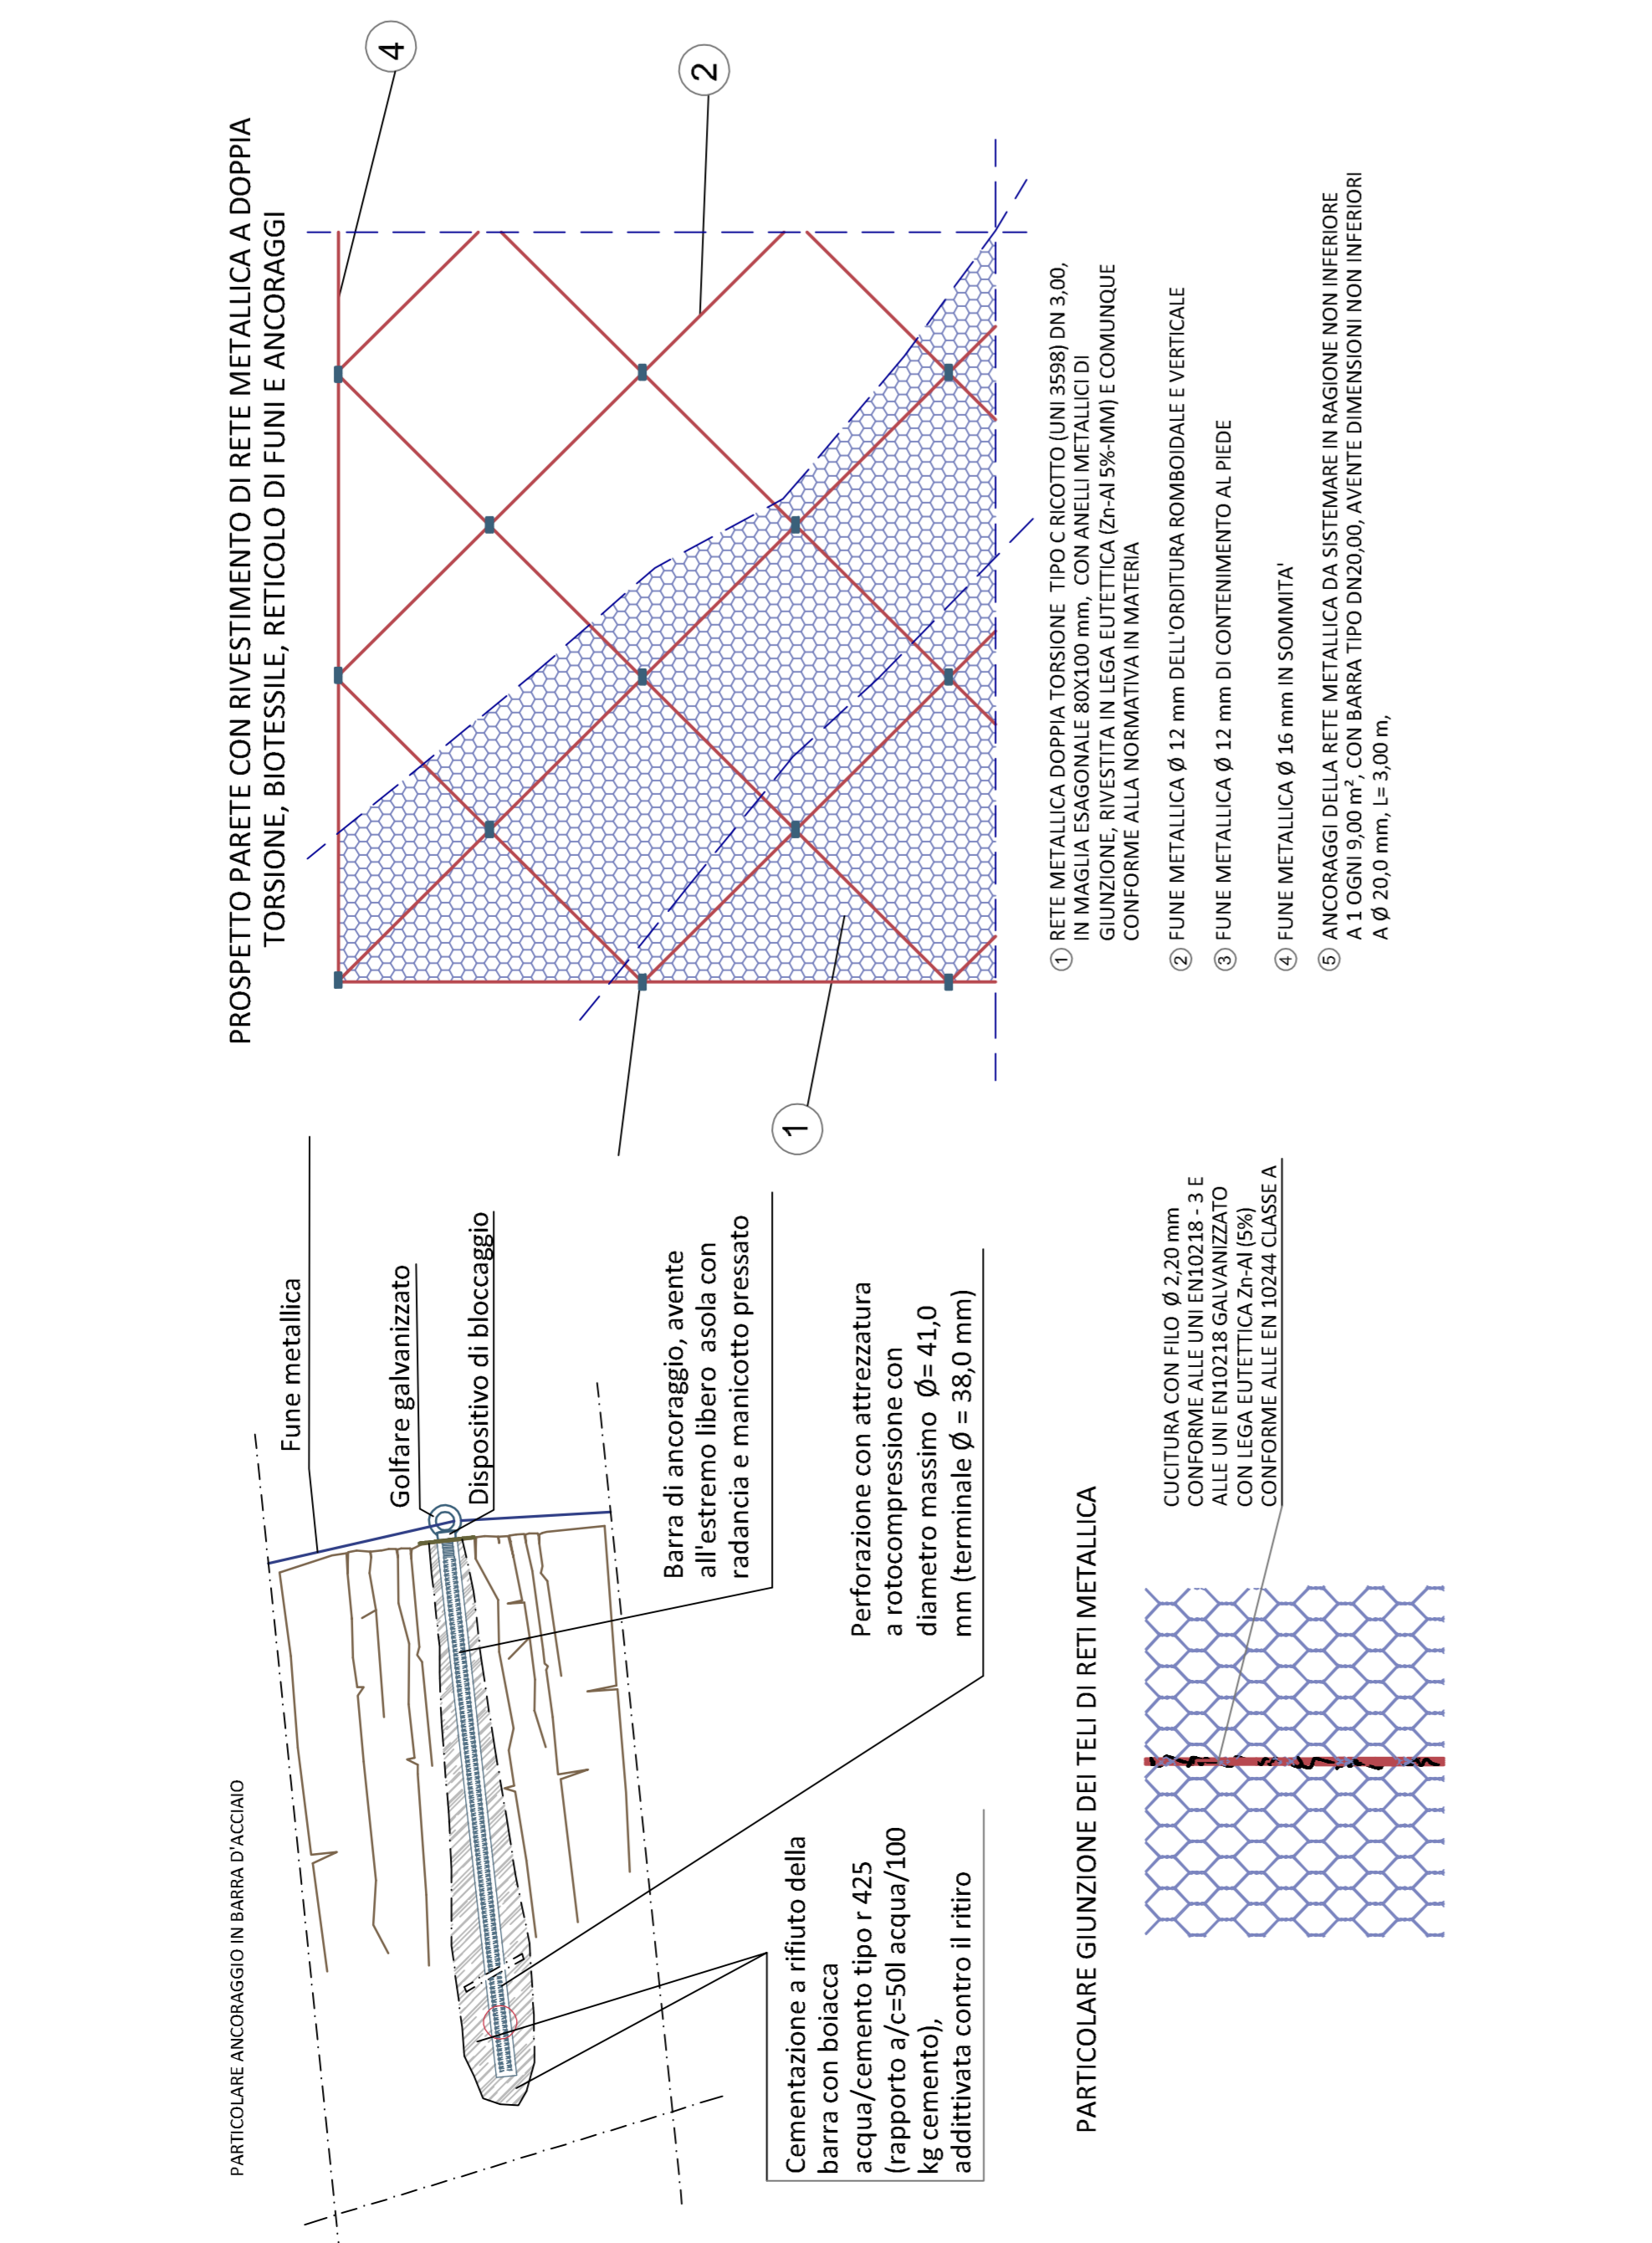 PARTICOLARE ANCORAGGIO IN BARRA D'ACCIAIO
Fune metallica
Golfare galvanizzato
Dispositivo di bloccaggio
Barra di ancoraggio, avente
all'estremo libero asola con
radancia e manicotto pressato
Perforazione con attrezzatura
a rotocompressione con
diametro massimo Ø= 41,0
mm (terminale Ø = 38,0 mm)
Cementazione a rifiuto della
barra con boiacca
acqua/cemento tipo r 425
(rapporto a/c=50l acqua/100
kg cemento),
addittivata contro il ritiro
PROSPETTO PARETE CON RIVESTIMENTO DI RETE METALLICA A DOPPIA
TORSIONE, BIOTESSILE, RETICOLO DI FUNI E ANCORAGGI
4
2
1
1 RETE METALLICA DOPPIA TORSIONE TIPO C RICOTTO (UNI 3598) DN 3,00,
IN MAGLIA ESAGONALE 80X100 mm, CON ANELLI METALLICI DI
GIUNZIONE, RIVESTITA IN LEGA EUTETTICA (Zn-Al 5%-MM) E COMUNQUE
CONFORME ALLA NORMATIVA IN MATERIA
2 FUNE METALLICA Ø 12 mm DELL'ORDITURA ROMBOIDALE E VERTICALE
3 FUNE METALLICA Ø 12 mm DI CONTENIMENTO AL PIEDE
4 FUNE METALLICA Ø 16 mm IN SOMMITA'
5 ANCORAGGI DELLA RETE METALLICA DA SISTEMARE IN RAGIONE NON INFERIORE
A 1 OGNI 9,00 m², CON BARRA TIPO DN20,00, AVENTE DIMENSIONI NON INFERIORI
A Ø 20,0 mm, L= 3,00 m,
PARTICOLARE GIUNZIONE DEI TELI DI RETI METALLICA
CUCITURA CON FILO Ø 2,20 mm
CONFORME ALLE UNI EN10218 - 3 E
ALLE UNI EN10218 GALVANIZZATO
CON LEGA EUTETTICA Zn-Al (5%)
CONFORME ALLE EN 10244 CLASSE A